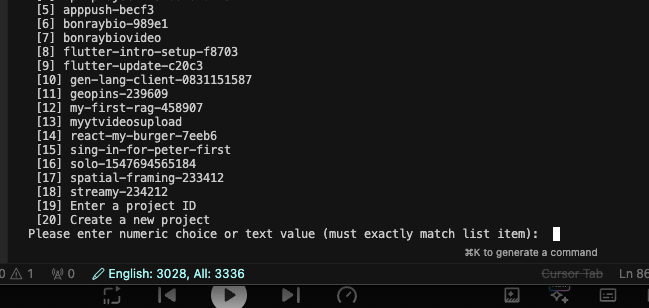 [5] apppush-becf3
[6] bonraybio-989e1
[7] bonraybiovideo
[8] flutter-intro-setup-f8703
[9] flutter-update-c20c3
[10] gen-lang-client-0831151587
[11] geopins-239609
[12] my-first-rag-458907
[13] myytvideosupload
[14] react-my-burger-7eeb6
[15] sing-in-for-peter-first
[16] solo-1547694565184
[17] spatial-framing-233412
[18] streamy-234212
[19] Enter a project ID
[20] Create a new project
Please enter numeric choice or text value (must exactly match list item):
⌘K to generate a command
0 1 0 English: 3028, All: 3336 Cursor Tab Ln 86